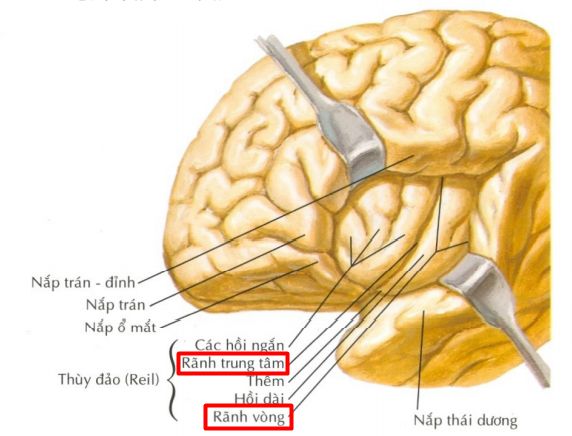 Nắp trán - đỉnh
Nắp trán
Nắp ổ mắt
Các hồi ngắn
Rãnh trung tâm
Thềm
Hồi dài
Rãnh vòng
Thùy đảo (Reil)
Nắp thái dương